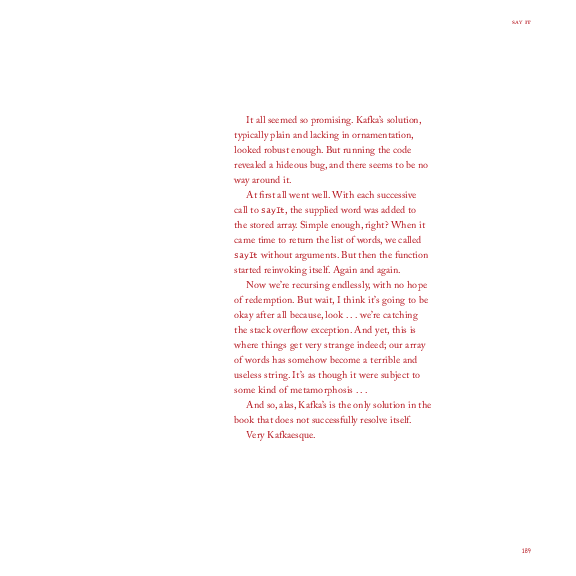 SAY IT
It all seemed so promising. Kafka's solution,
typically plain and lacking in ornamentation,
looked robust enough. But running the code
revealed a hideous bug, and there seems to be no
way around it.
At first all went well. With each successive
call to sayIt, the supplied word was added to
the stored array. Simple enough, right? When it
came time to return the list of words, we called
sayIt without arguments. But then the function
started reinvoking itself. Again and again.
Now we're recursing endlessly, with no hope
of redemption. But wait, I think it's going to be
okay after all because, look . . . we're catching
the stack overflow exception. And yet, this is
where things get very strange indeed; our array
of words has somehow become a terrible and
useless string. It's as though it were subject to
some kind of metamorphosis . . .
And so, alas, Kafka's is the only solution in the
book that does not successfully resolve itself.
Very Kafkaesque.
189